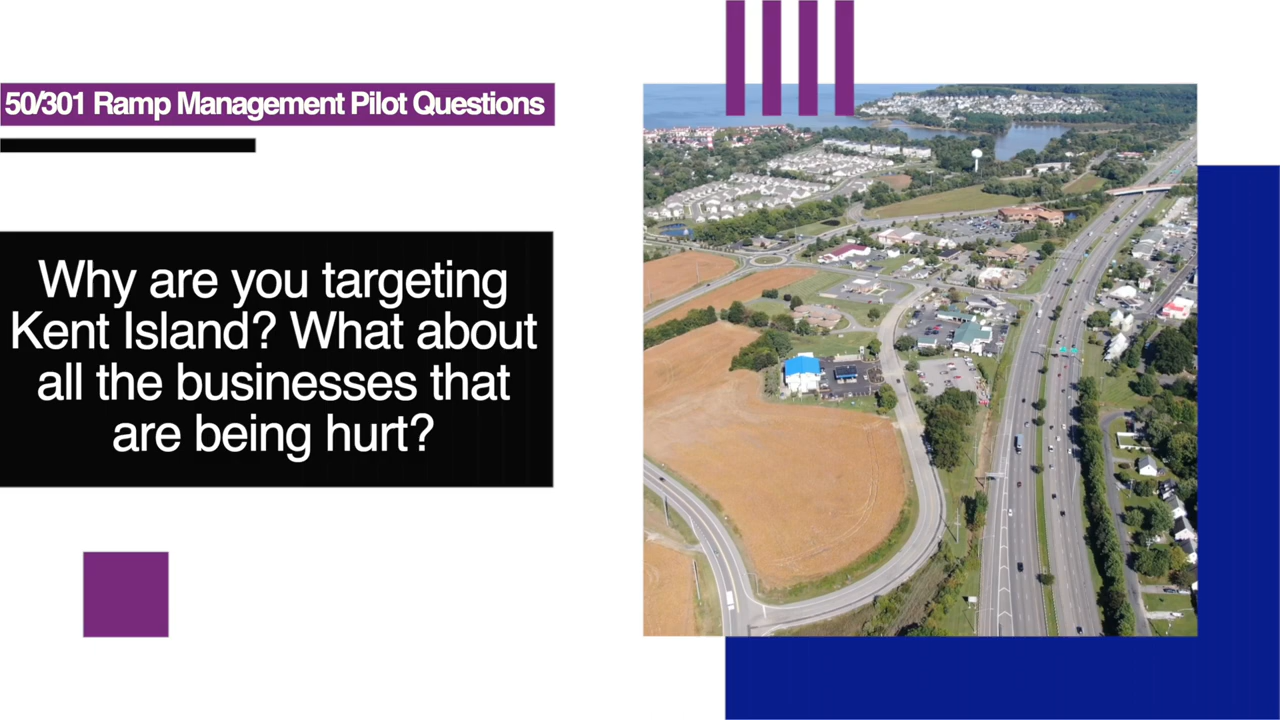 50/301 Ramp Management Pilot Questions
Why are you targeting
Kent Island? What about
all the businesses that
are being hurt?